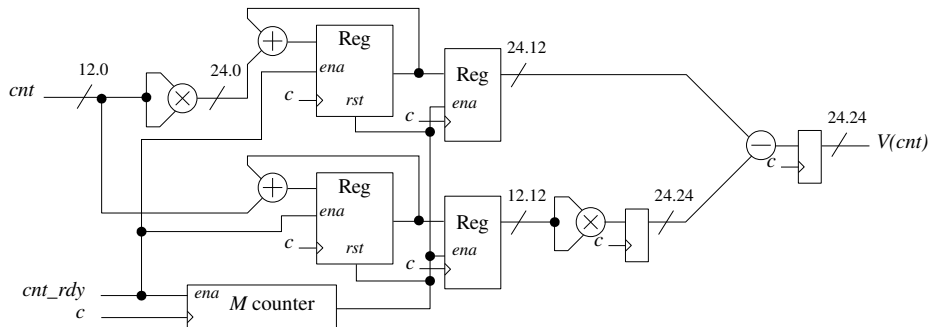 Reg
Reg
24.12
12.0
24.0
ena
ena
cnt
c
rst
c
24.24
V(cnt)
c
Reg
Reg
12.12
24.24
ena
ena
c
rst
c
c
cnt_rdy
ena
M counter
c